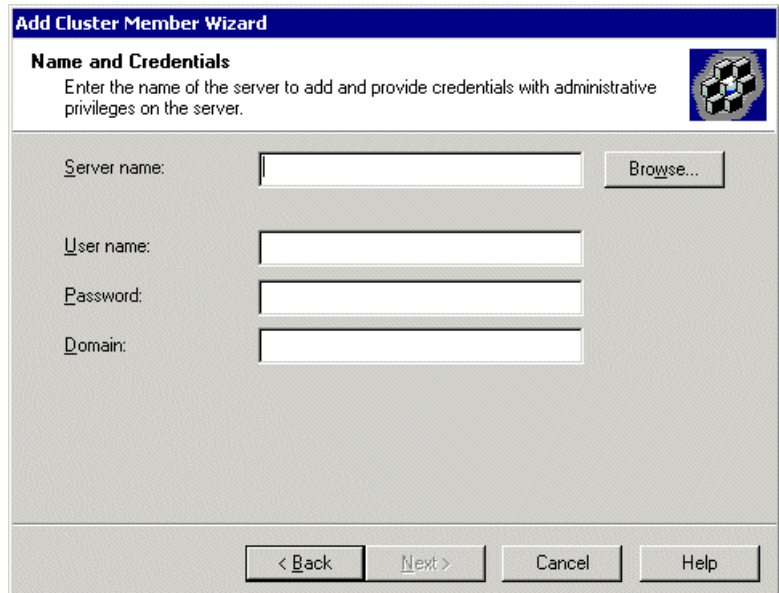 Add Cluster Member Wizard
Name and Credentials
Enter the name of the server to add and provide credentials with administrative
privileges on the server.
Server name:
Browse...
User name:
Password:
Domain:
< Back Next > Cancel Help